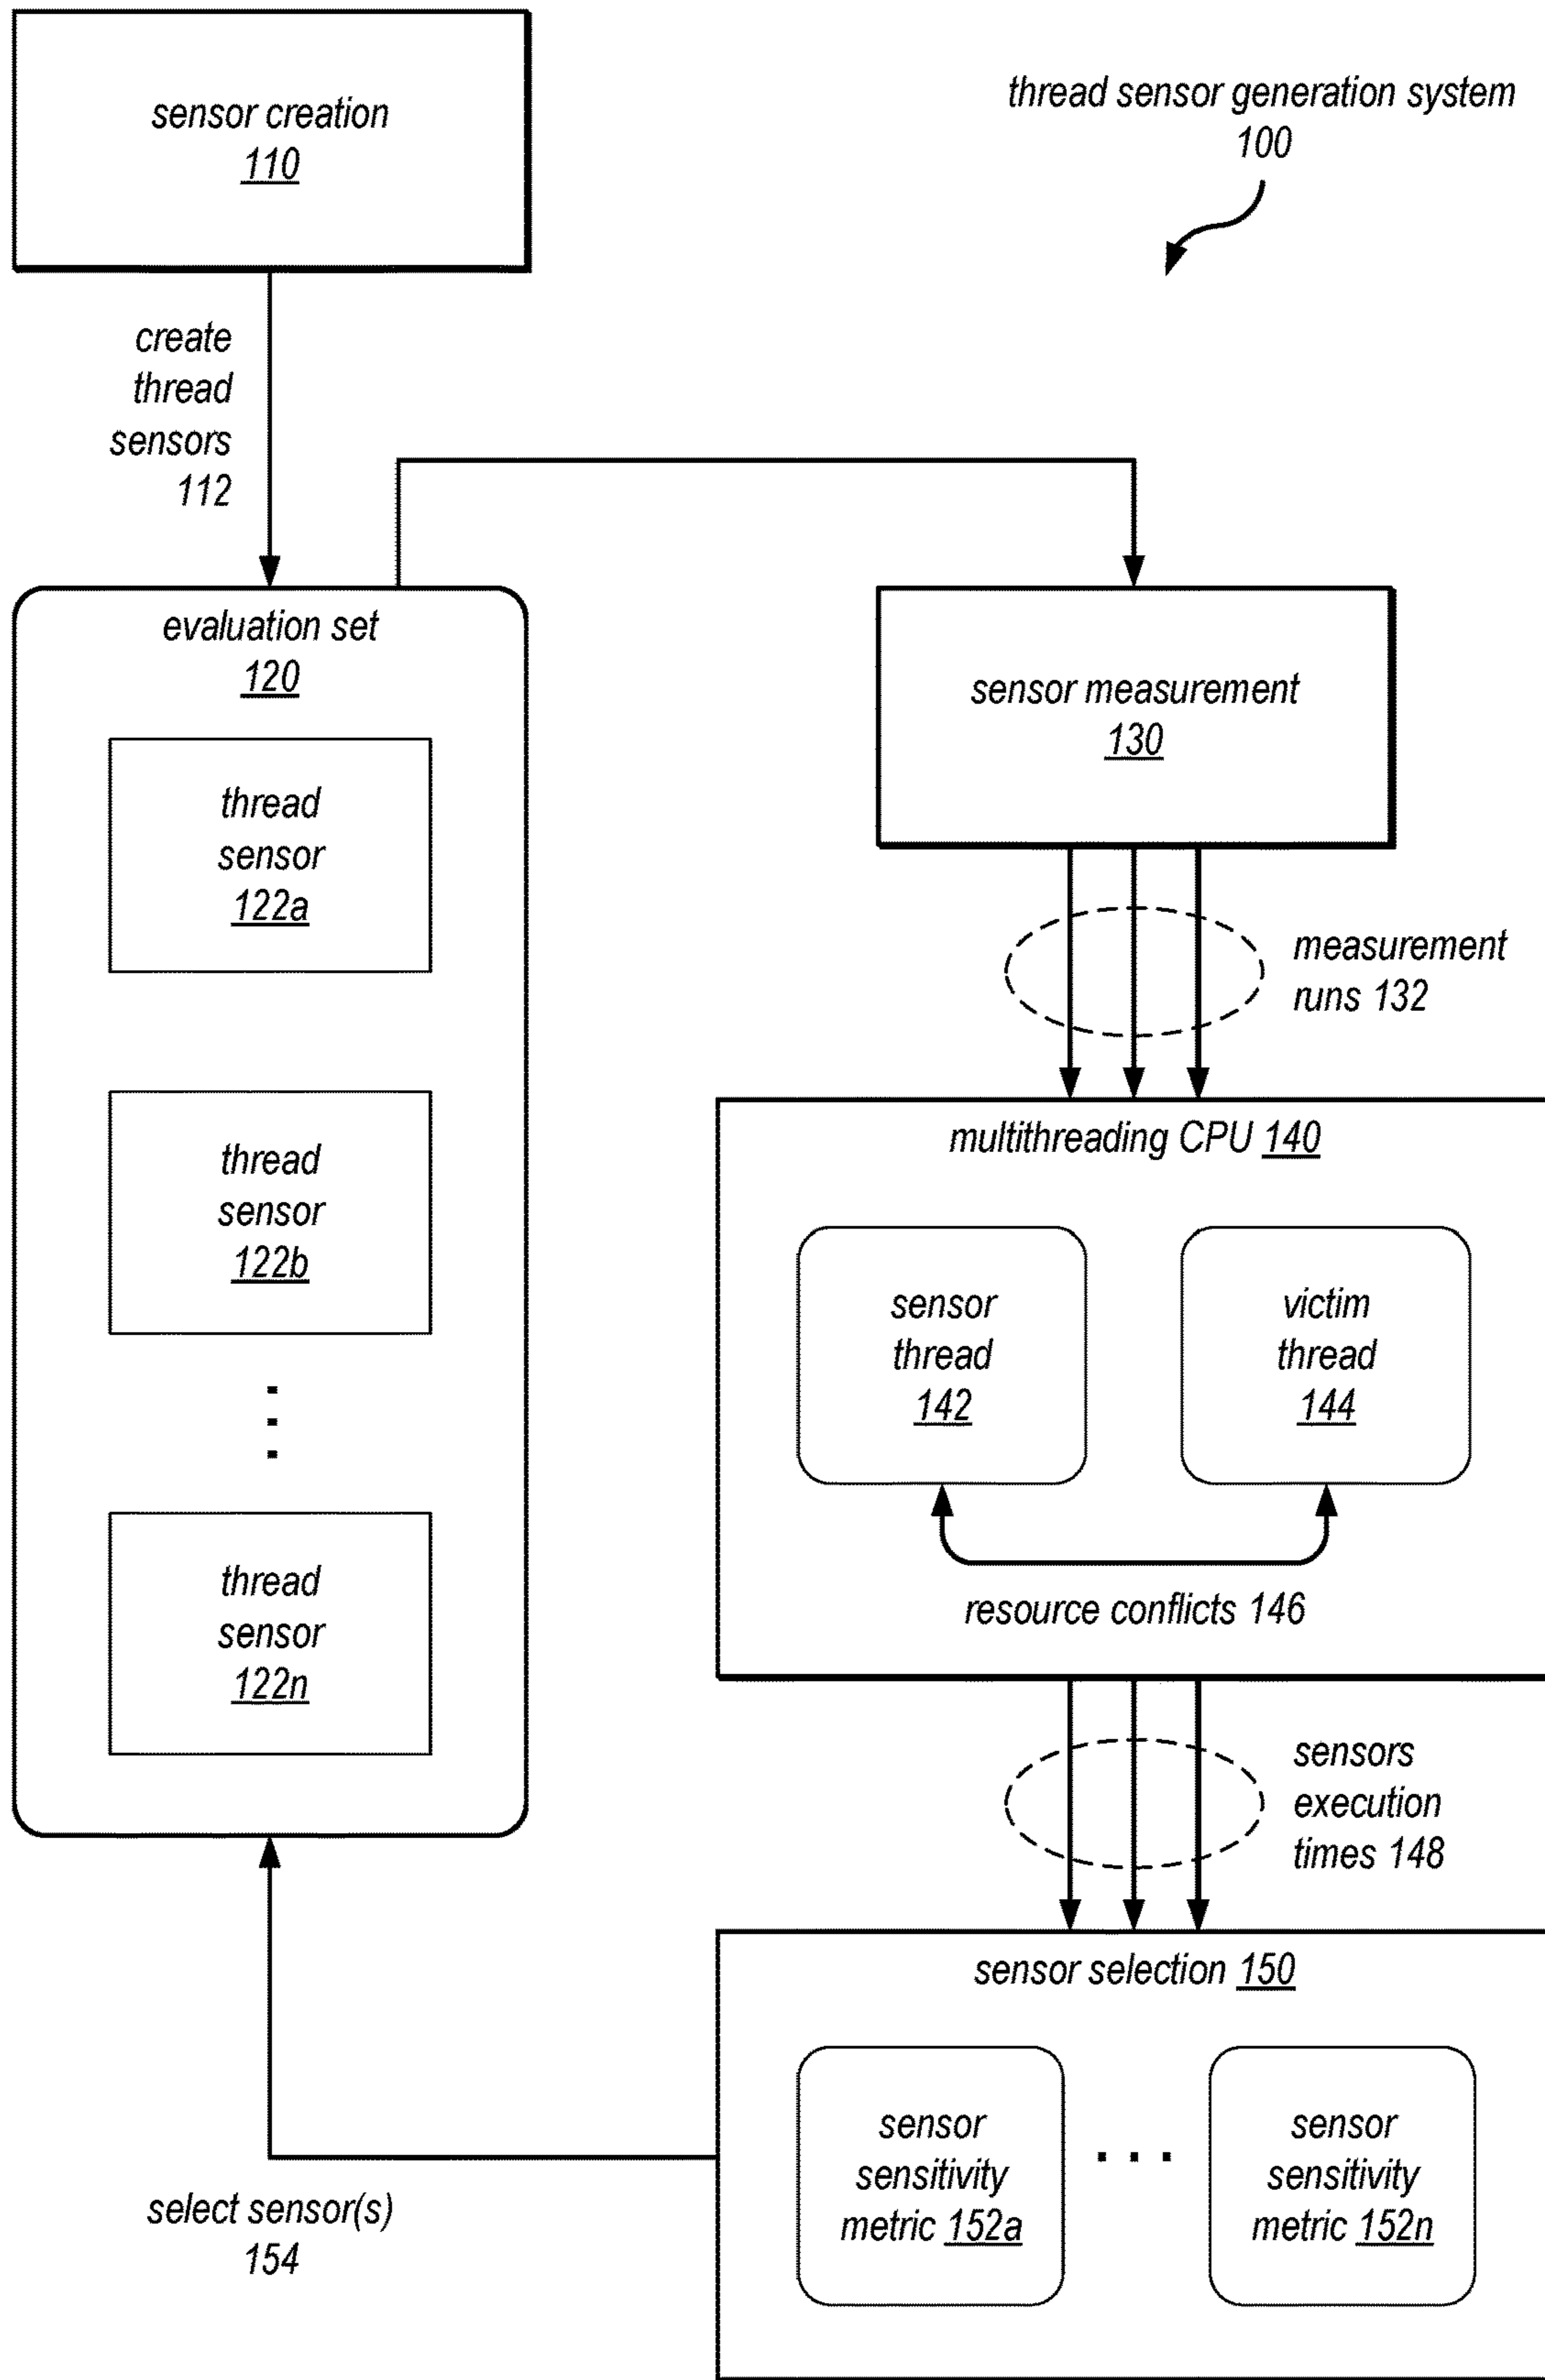 sensor creation
110
thread sensor generation system
100
create
thread
sensors
112
evaluation set
120
thread
sensor
122a
thread
sensor
122b
thread
sensor
122n
sensor measurement
130
measurement
runs 132
multithreading CPU 140
sensor
thread
142
victim
thread
144
resource conflicts 146
sensors
execution
times 148
sensor selection 150
sensor
sensitivity
metric 152a
sensor
sensitivity
metric 152n
select sensor(s)
154